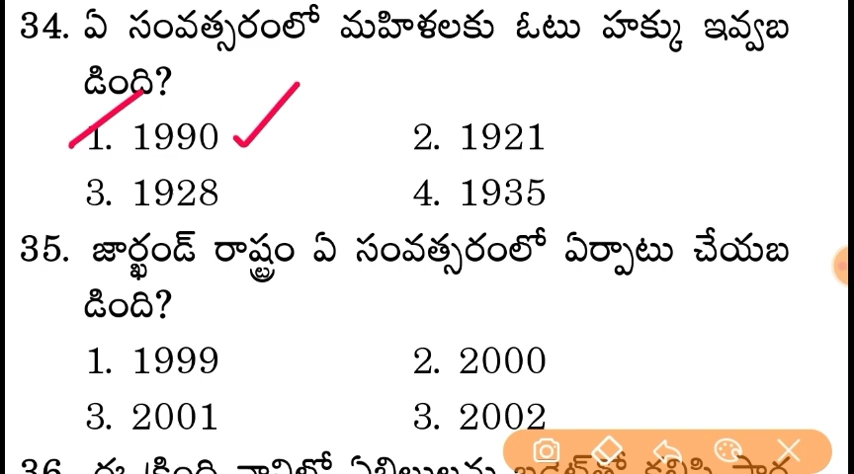 34. ఏ సంవత్సరంలో మహిళలకు ఓటు హక్కు ఇవ్వబ
డింది?
1. 1990 2. 1921
3. 1928 4. 1935
35. జార్ఖండ్ రాష్ట్రం ఏ సంవత్సరంలో ఏర్పాటు చేయబ
డింది?
1. 1999 2. 2000
3. 2001 3. 2002
36